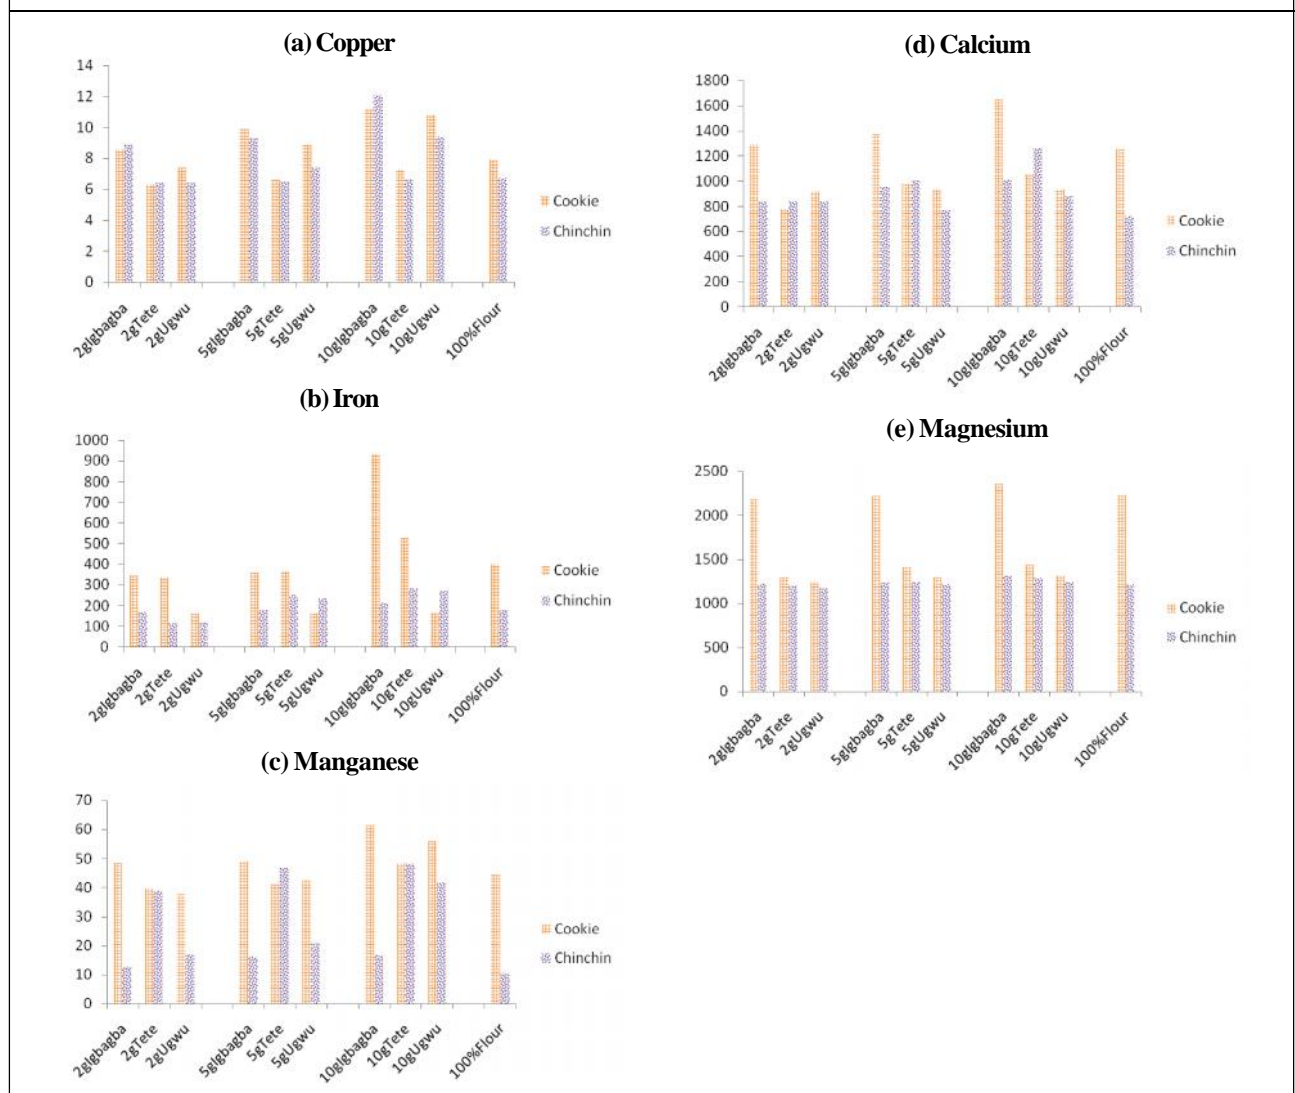 (a) Copper
14
12
10
8
6
4
2
0
2gIgbagba
2gTete
2gUgwu
5gIgbagba
5gTete
5gUgwu
10gIgbagba
10gTete
10gUgwu
100%Flour
Cookie
Chinchin
(b) Iron
1000
900
800
700
600
500
400
300
200
100
0
2gIgbagba
2gTete
2gUgwu
5gIgbagba
5gTete
5gUgwu
10gIgbagba
10gTete
10gUgwu
100%Flour
Cookie
Chinchin
(c) Manganese
70
60
50
40
30
20
10
0
2gIgbagba
2gTete
2gUgwu
5gIgbagba
5gTete
5gUgwu
10gIgbagba
10gTete
10gUgwu
100%Flour
Cookie
Chinchin
(d) Calcium
1800
1600
1400
1200
1000
800
600
400
200
0
2gIgbagba
2gTete
2gUgwu
5gIgbagba
5gTete
5gUgwu
10gIgbagba
10gTete
10gUgwu
100%Flour
Cookie
Chinchin
(e) Magnesium
2500
2000
1500
1000
500
0
2gIgbagba
2gTete
2gUgwu
5gIgbagba
5gTete
5gUgwu
10gIgbagba
10gTete
10gUgwu
100%Flour
Cookie
Chinchin